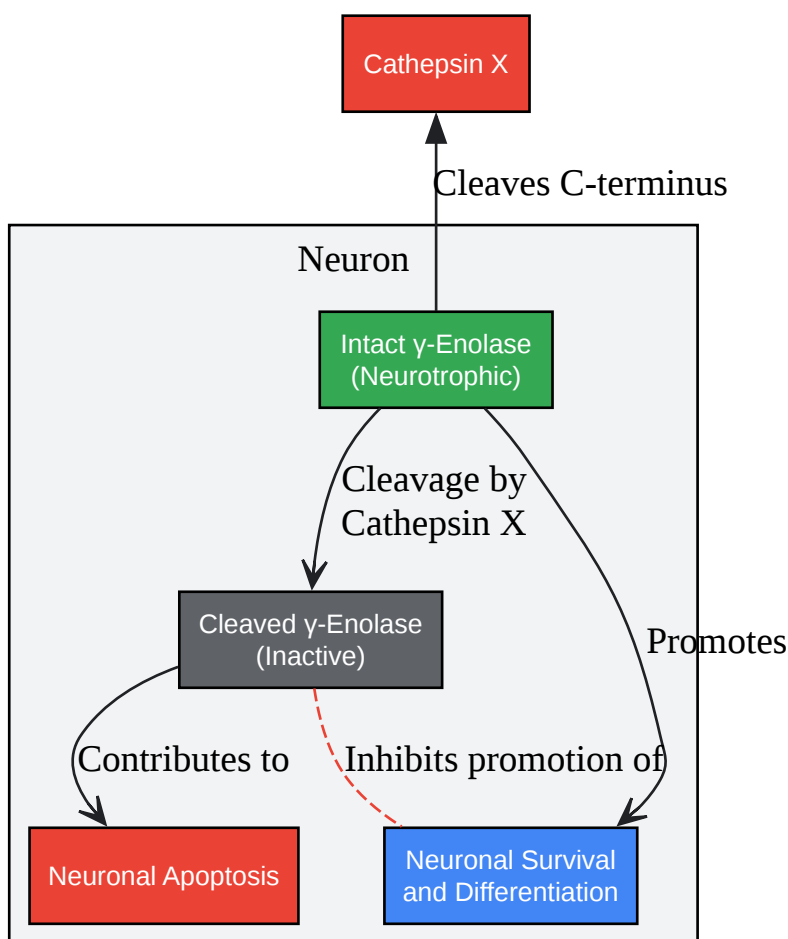 Cathepsin X
Cleaves C-terminus
Neuron
Intact γ-Enolase
(Neurotrophic)
Cleavage by
Cathepsin X
Cleaved γ-Enolase
(Inactive)
Promotes
Contributes to
Inhibits promotion of
Neuronal Apoptosis
Neuronal Survival
and Differentiation